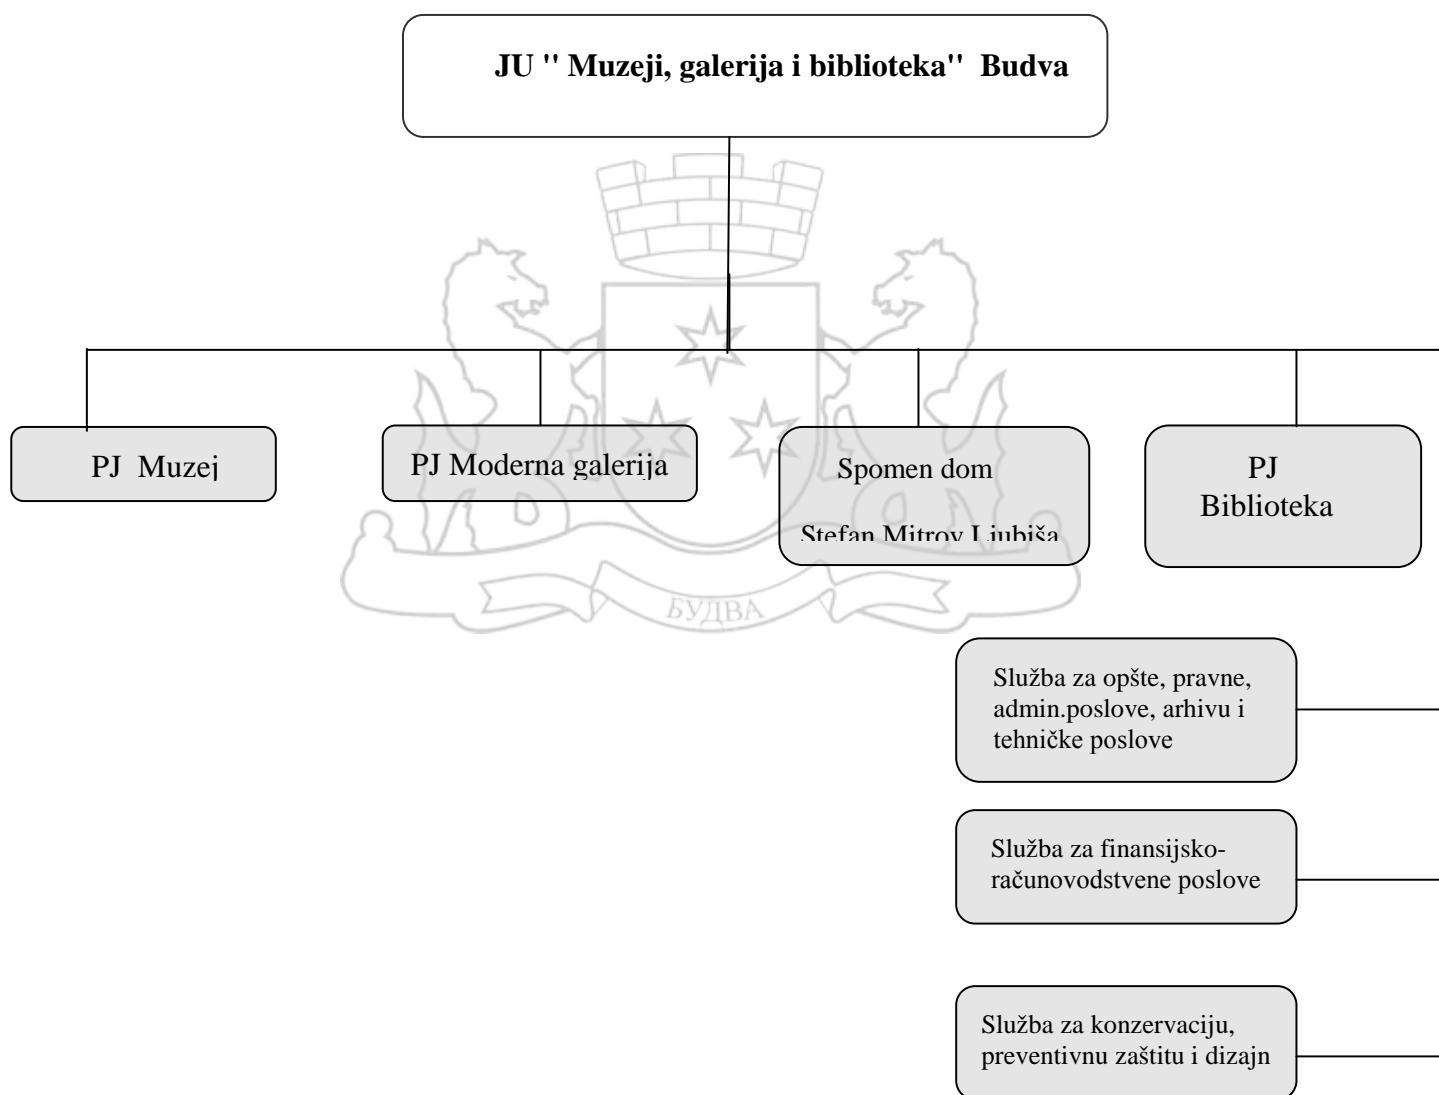 JU " Muzeji, galerija i biblioteka" Budva
PJ Muzej
PJ Moderna galerija
Spomen dom
Stefan Mitrov Ljubiša
PJ
Biblioteka
БУДВА
Služba za opšte, pravne,
admin.poslove, arhivu i
tehničke poslove
Služba za finansijsko-
računovodstvene poslove
Služba za konzervaciju,
preventivnu zaštitu i dizajn